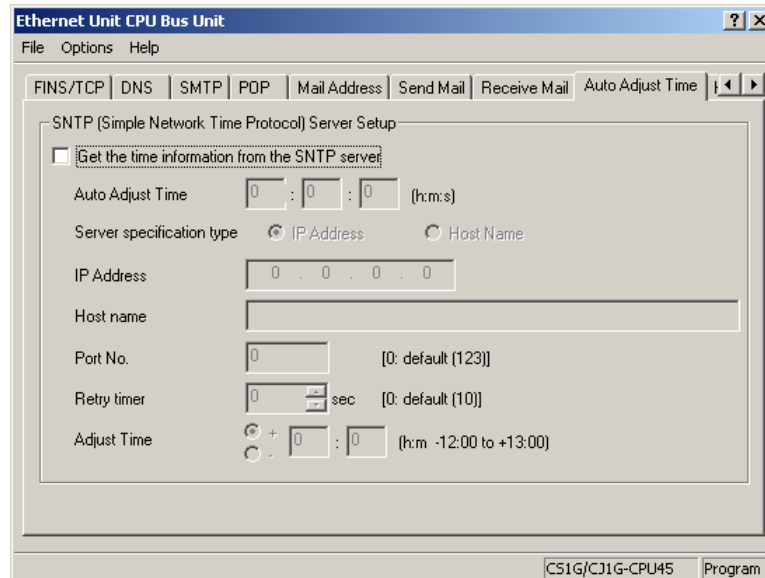 Ethernet Unit CPU Bus Unit
File Options Help
FINS/TCP DNS SMTP POP Mail Address Send Mail Receive Mail Auto Adjust Time
SNTP (Simple Network Time Protocol) Server Setup
Get the time information from the SNTP server
Auto Adjust Time 0 : 0 : 0 (h:m:s)
Server specification type IP Address Host Name
IP Address 0 . 0 . 0 . 0
Host name
Port No. 0 [0: default (123)]
Retry timer 0 sec [0: default (10)]
Adjust Time + 0 : 0 (h:m -12:00 to +13:00)
-
CS1G/CJ1G-CPU45 Program